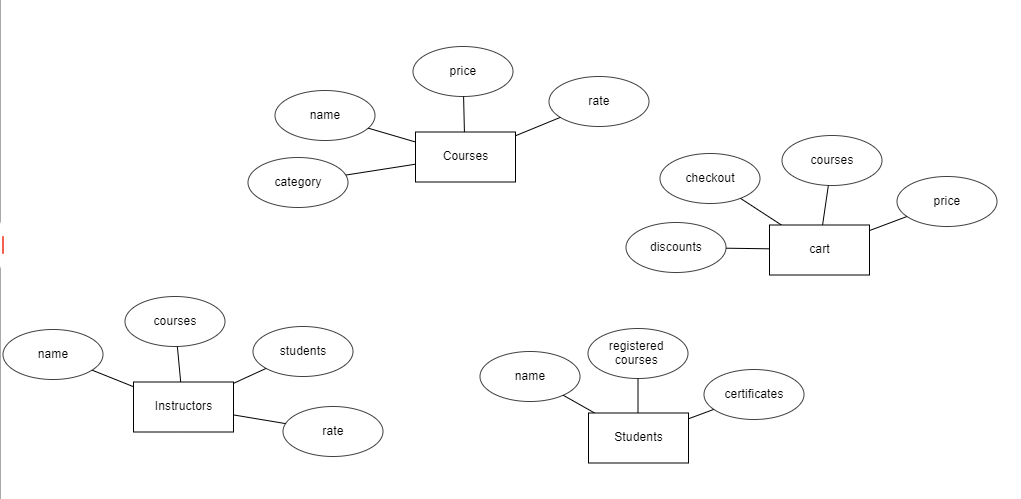 price
name
rate
Courses
category
courses
checkout
price
discounts
cart
courses
name
students
Instructors
rate
registered
courses
name
certificates
Students